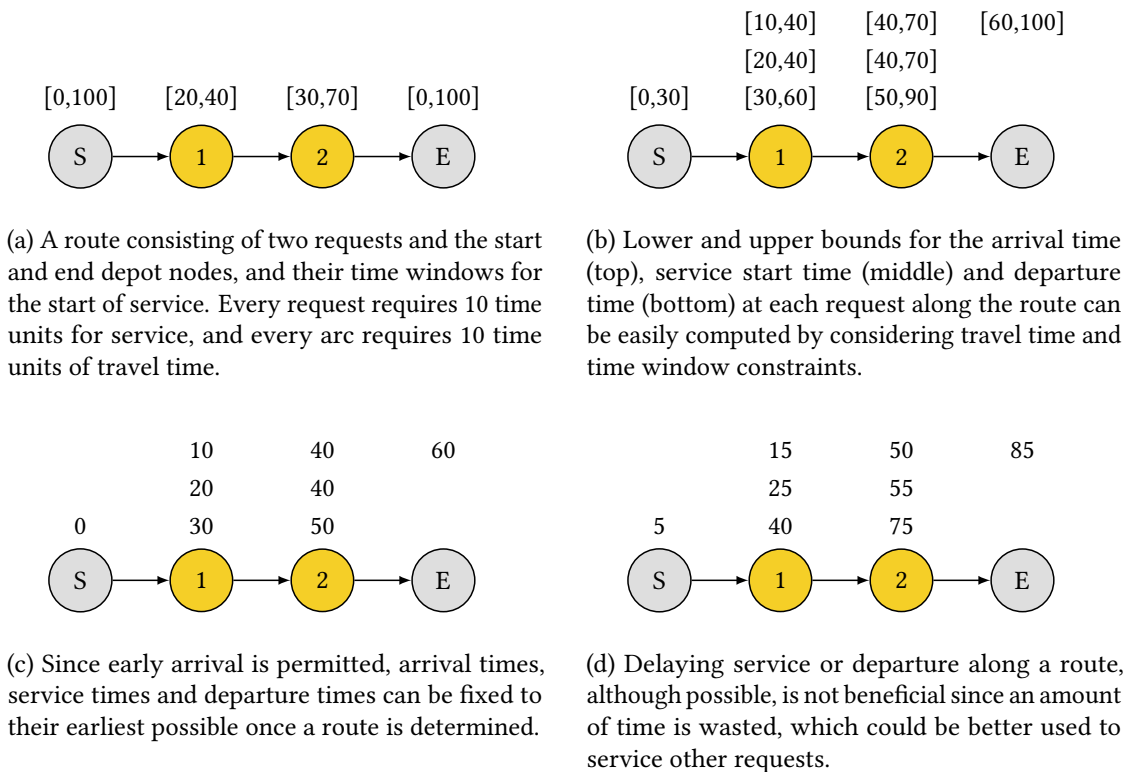 [0,100] [20,40] [30,70] [0,100]
S 1 2 E
(a) A route consisting of two requests and the start
and end depot nodes, and their time windows for
the start of service. Every request requires 10 time
units for service, and every arc requires 10 time
units of travel time.
[10,40] [40,70] [60,100]
[20,40] [40,70]
[0,30] [30,60] [50,90]
S 1 2 E
(b) Lower and upper bounds for the arrival time
(top), service start time (middle) and departure
time (bottom) at each request along the route can
be easily computed by considering travel time and
time window constraints.
10 40 60
20 40
0 30 50
S 1 2 E
(c) Since early arrival is permitted, arrival times,
service times and departure times can be fixed to
their earliest possible once a route is determined.
15 50 85
25 55
5 40 75
S 1 2 E
(d) Delaying service or departure along a route,
although possible, is not beneficial since an amount
of time is wasted, which could be better used to
service other requests.